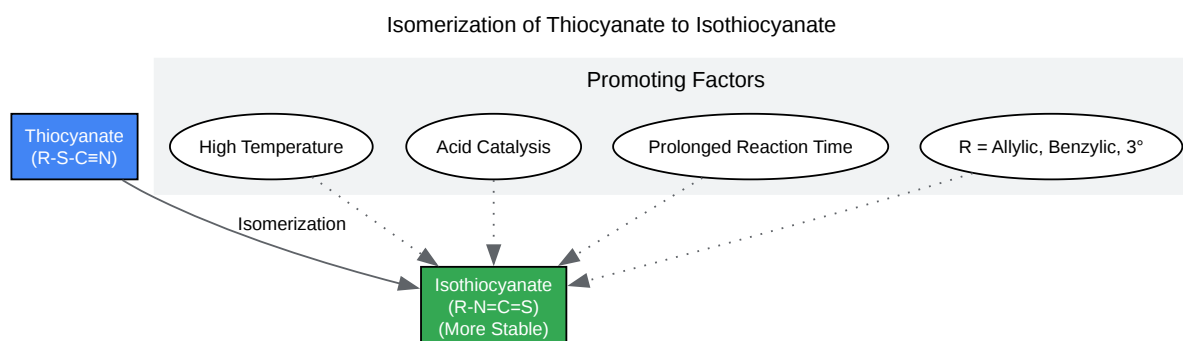 Isomerization of Thiocyanate to Isothiocyanate
Promoting Factors
Thiocyanate
(R-S-C≡N)
High Temperature
Acid Catalysis
Prolonged Reaction Time
R = Allylic, Benzylic, 3°
Isomerization
Isothiocyanate
(R-N=C=S)
(More Stable)